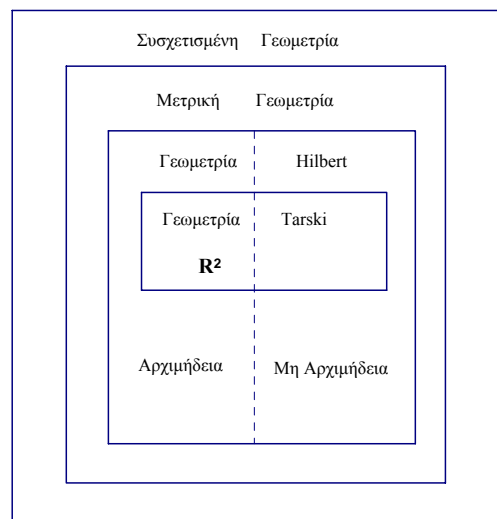 Συσχετισμένη Γεωμετρία
Μετρική Γεωμετρία
Γεωμετρία Hilbert
Γεωμετρία Tarski
R²
Αρχιμήδεια Μη Αρχιμήδεια